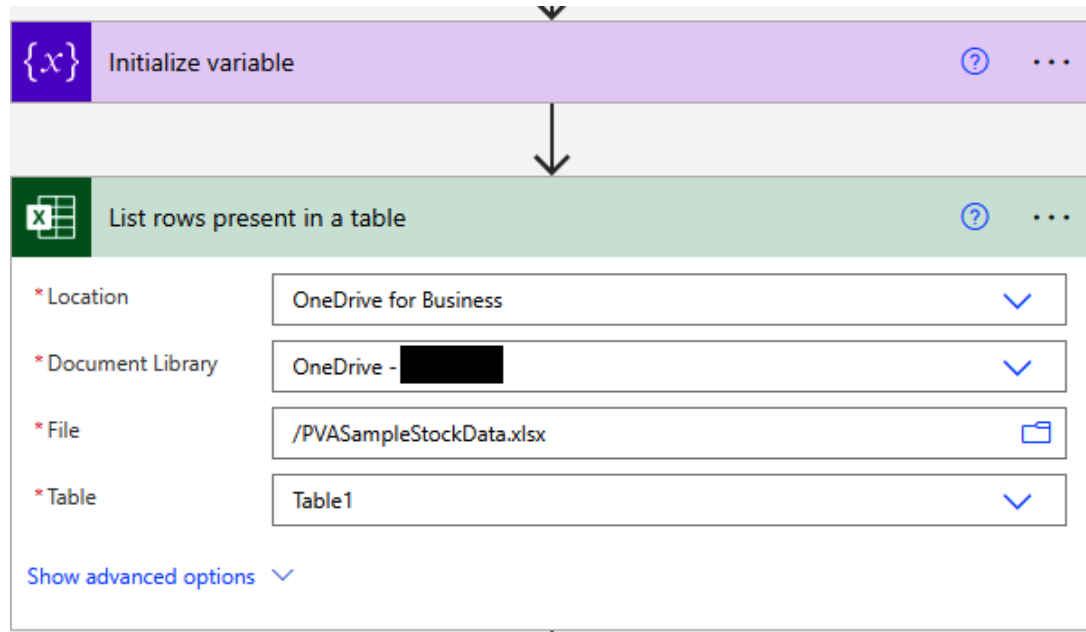 {x} Initialize variable ? ...
X List rows present in a table ? ...
* Location OneDrive for Business
* Document Library OneDrive -
* File /PVASampleStockData.xlsx
* Table Table1
Show advanced options